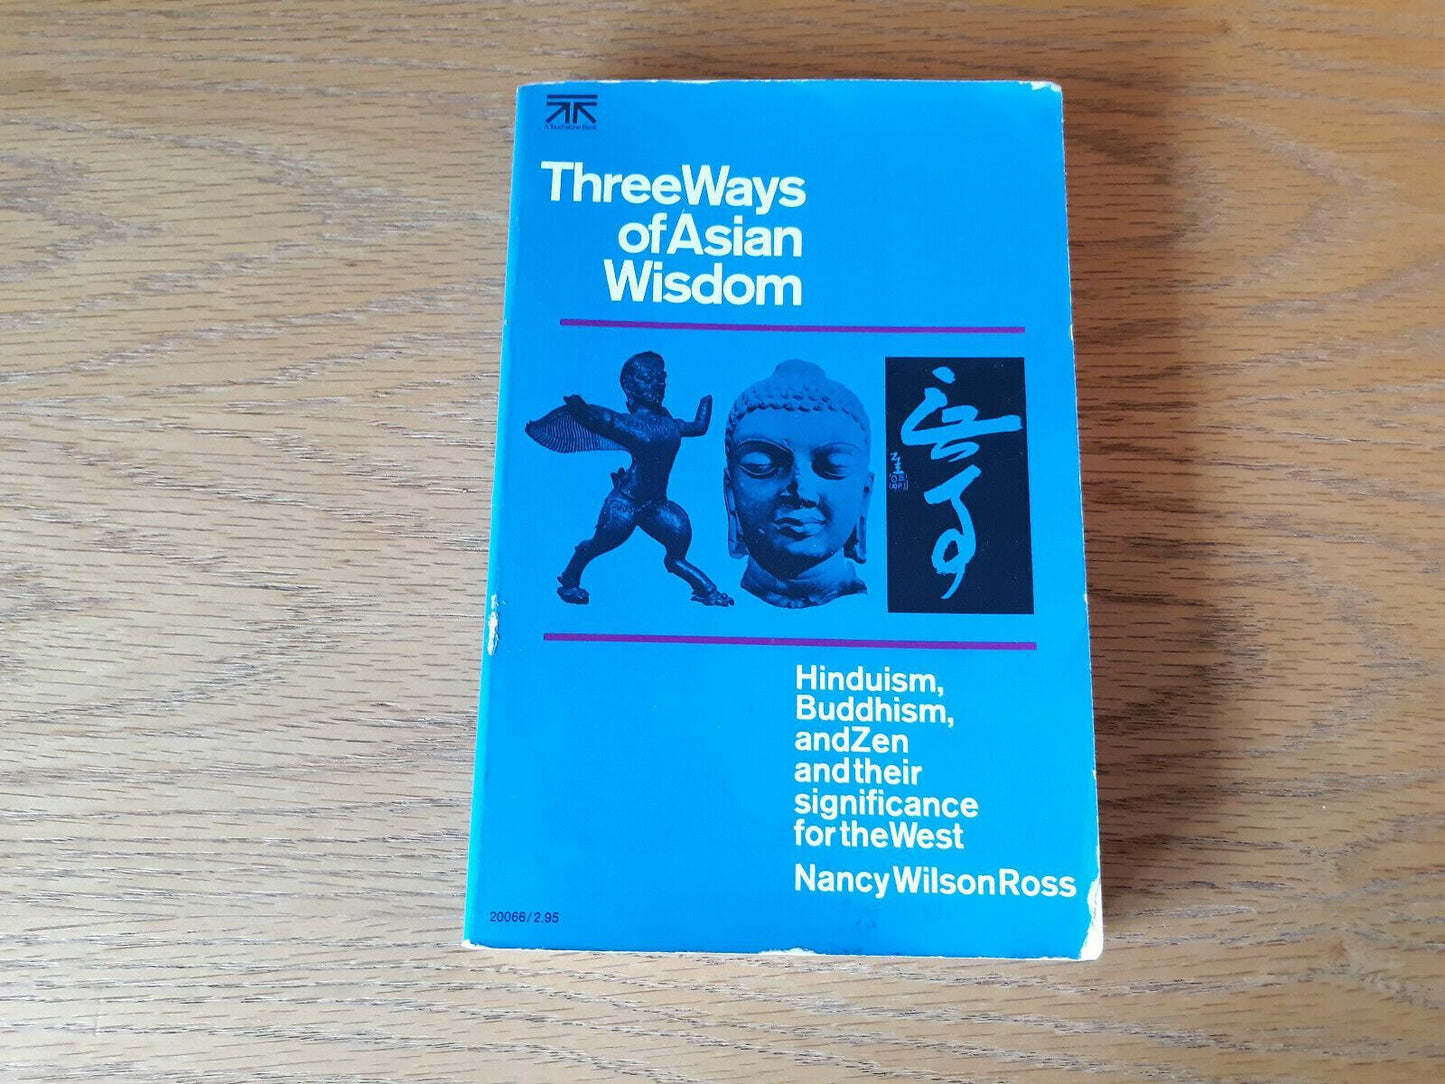 A Touchstone Book
Three Ways
of Asian
Wisdom
Hinduism,
Buddhism,
and Zen
and their
significance
for the West
Nancy Wilson Ross
20066/2.95